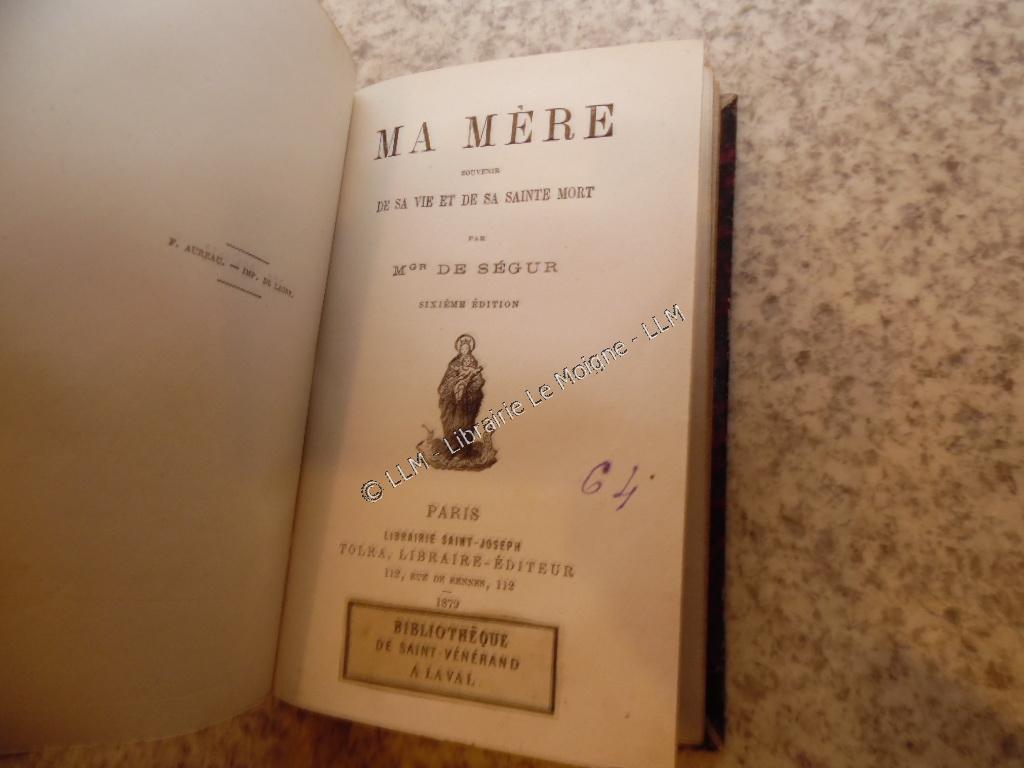 F. AUREAU. — IMP. DE LAGNY.
MA MÈRE
SOUVENIR
DE SA VIE ET DE SA SAINTE MORT
PAR
MGR DE SÉGUR
SIXIÈME ÉDITION
© LLM - Librairie Le Moigne - LLM
64.
PARIS
LIBRAIRIE SAINT-JOSEPH
TOLRA, LIBRAIRE-ÉDITEUR
112, RUE DE RENNES, 112
1879
BIBLIOTHÈQUE
DE SAINT-VÉNÉRAND
A LAVAL